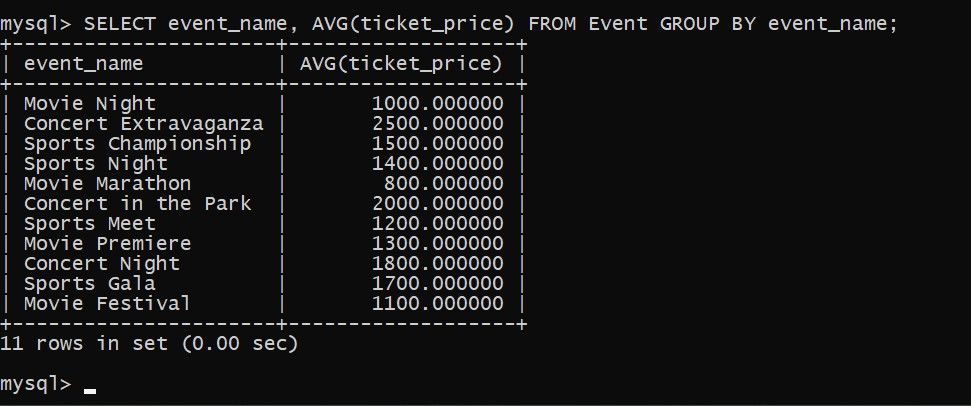 mysql> SELECT event_name, AVG(ticket_price) FROM Event GROUP BY event_name;
+----------------------+-------------------+
| event_name           | AVG(ticket_price) |
+----------------------+-------------------+
| Movie Night          |       1000.000000 |
| Concert Extravaganza |       2500.000000 |
| Sports Championship  |       1500.000000 |
| Sports Night         |       1400.000000 |
| Movie Marathon       |        800.000000 |
| Concert in the Park  |       2000.000000 |
| Sports Meet          |       1200.000000 |
| Movie Premiere       |       1300.000000 |
| Concert Night        |       1800.000000 |
| Sports Gala          |       1700.000000 |
| Movie Festival       |       1100.000000 |
+----------------------+-------------------+
11 rows in set (0.00 sec)
mysql> _